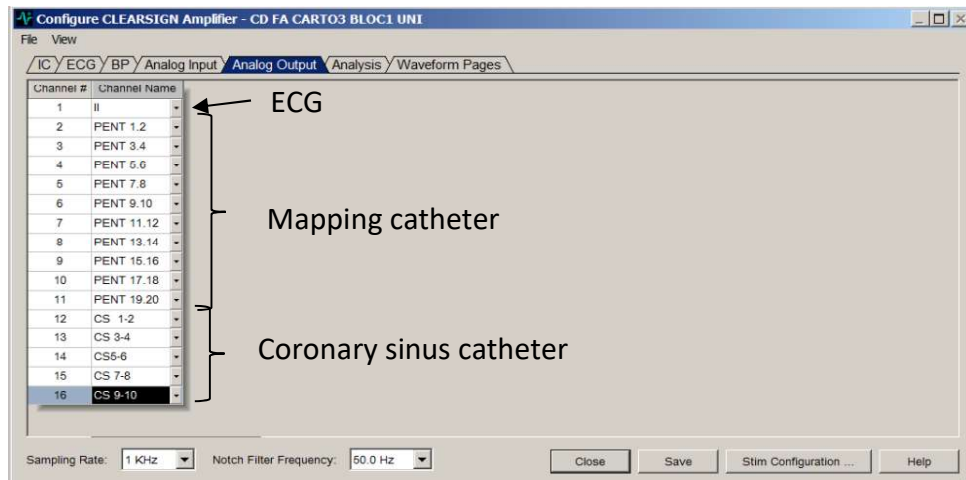 Configure CLEARSIGN Amplifier - CD FA CARTO3 BLOC1 UNI
File View
IC ECG BP Analog Input Analog Output Analysis Waveform Pages
Channel # Channel Name
1 II
ECG
2 PENT 1.2
3 PENT 3.4
4 PENT 5.6
5 PENT 7.8
6 PENT 9.10
7 PENT 11.12
Mapping catheter
8 PENT 13.14
9 PENT 15.16
10 PENT 17.18
11 PENT 19.20
12 CS 1-2
13 CS 3-4
14 CS5-6
Coronary sinus catheter
15 CS 7-8
16 CS 9-10
Sampling Rate: 1 KHz Notch Filter Frequency: 50.0 Hz Close Save Stim Configuration ... Help